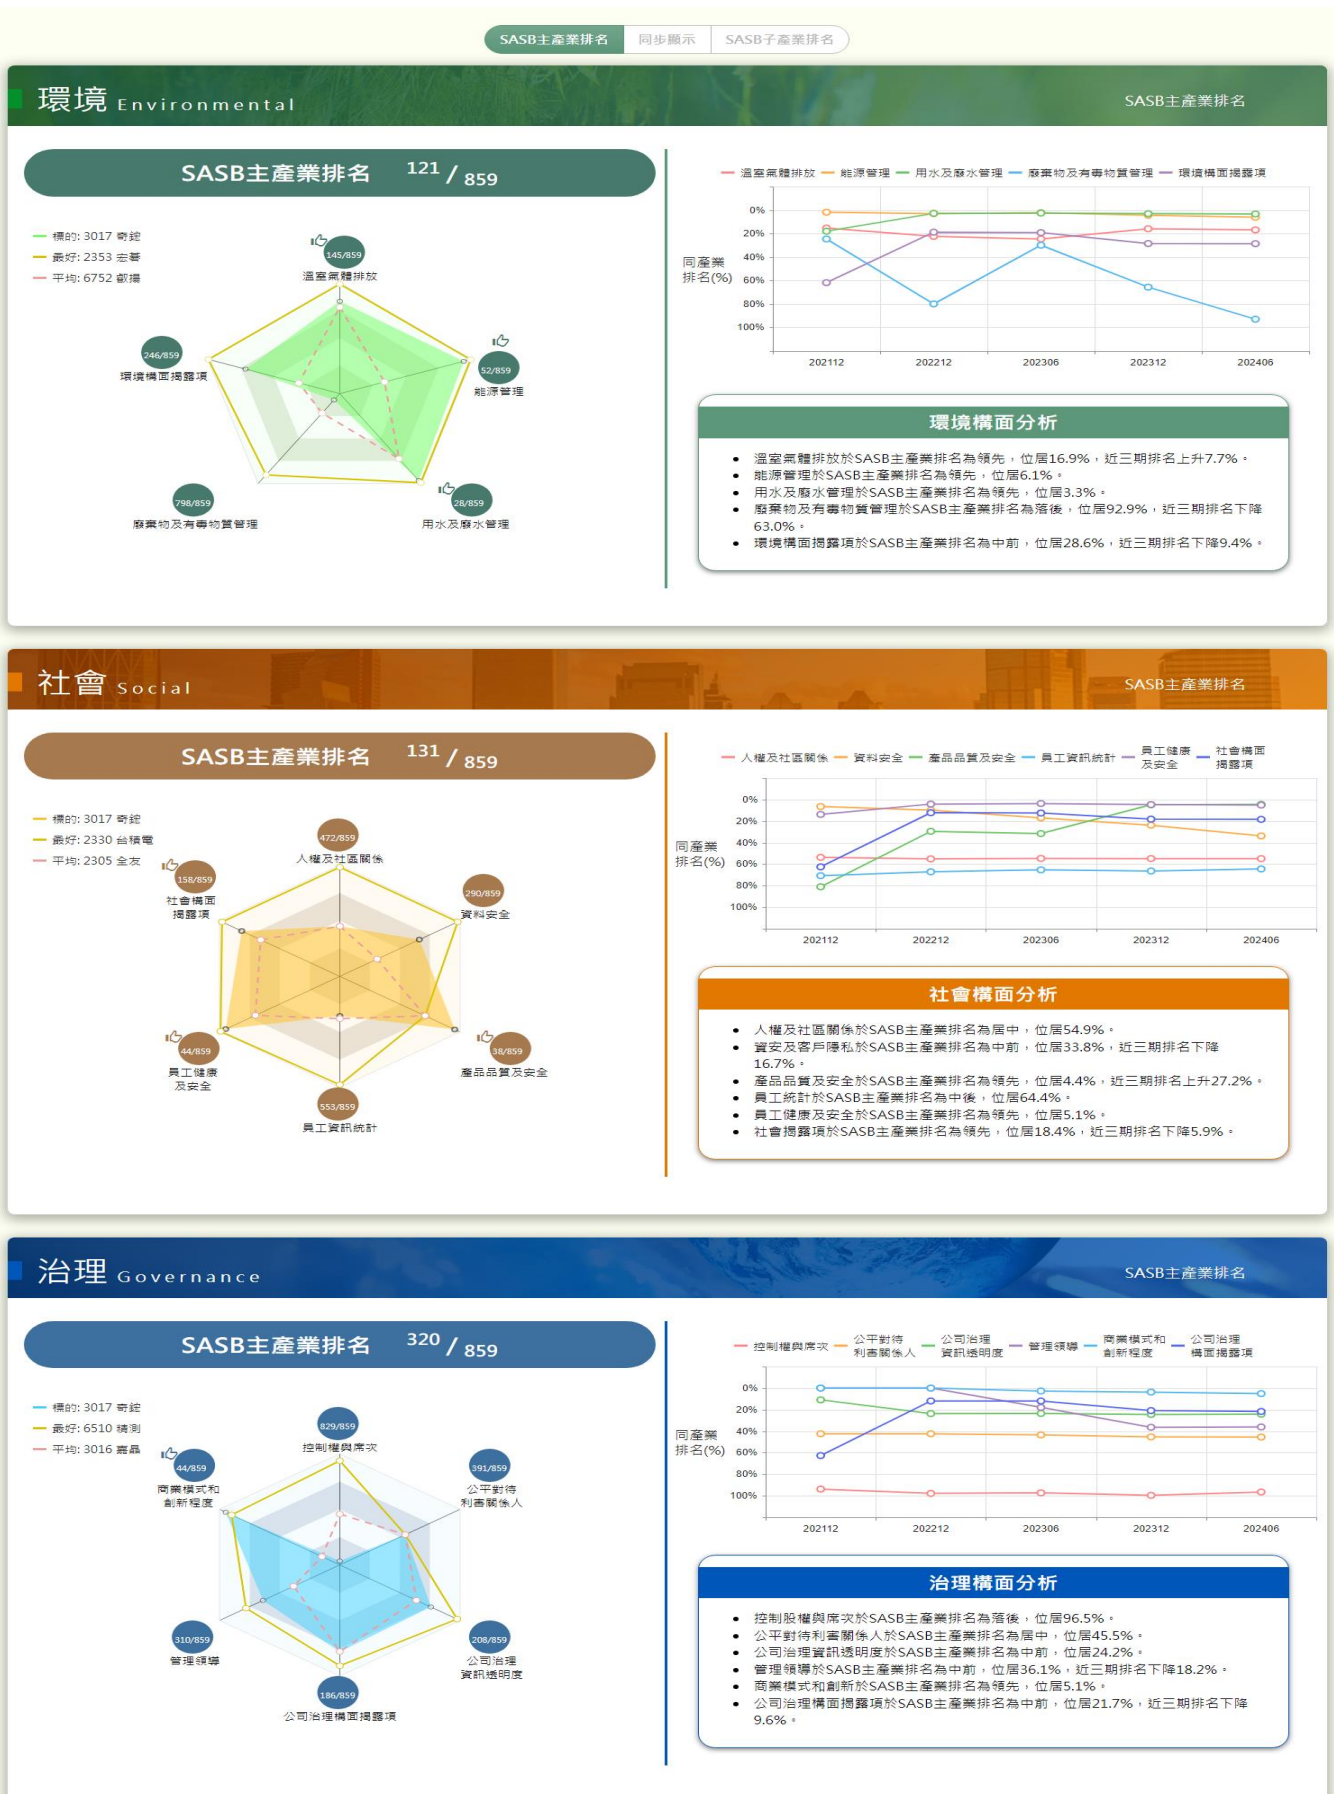 SASB主產業排名 同步顯示 SASB子產業排名
環境 Environmental
SASB主產業排名
SASB主產業排名 121 / 859
標的: 3017 奇鋐
最好: 2353 宏碁
平均: 6752 叡揚
145/859
溫室氣體排放
52/859
能源管理
28/859
用水及廢水管理
798/859
廢棄物及有毒物質管理
246/859
環境構面揭露項
溫室氣體排放 能源管理 用水及廢水管理 廢棄物及有毒物質管理 環境構面揭露項
同產業
排名(%)
0%
20%
40%
60%
80%
100%
202112 202212 202306 202312 202406
環境構面分析
溫室氣體排放於SASB主產業排名為領先，位居16.9%，近三期排名上升7.7%。
能源管理於SASB主產業排名為領先，位居6.1%。
用水及廢水管理於SASB主產業排名為領先，位居3.3%。
廢棄物及有毒物質管理於SASB主產業排名為落後，位居92.9%，近三期排名下降
63.0%。
環境構面揭露項於SASB主產業排名為中前，位居28.6%，近三期排名下降9.4%。
社會 Social
SASB主產業排名
SASB主產業排名 131 / 859
標的: 3017 奇鋐
最好: 2330 台積電
平均: 2305 全友
472/859
人權及社區關係
290/859
資料安全
38/859
產品品質及安全
553/859
員工資訊統計
44/859
員工健康
及安全
158/859
社會構面
揭露項
人權及社區關係 資料安全 產品品質及安全 員工資訊統計 員工健康
及安全 社會構面
揭露項
同產業
排名(%)
0%
20%
40%
60%
80%
100%
202112 202212 202306 202312 202406
社會構面分析
人權及社區關係於SASB主產業排名為居中，位居54.9%。
資安及客戶隱私於SASB主產業排名為中前，位居33.8%，近三期排名下降
16.7%。
產品品質及安全於SASB主產業排名為領先，位居4.4%，近三期排名上升27.2%。
員工統計於SASB主產業排名為中後，位居64.4%。
員工健康及安全於SASB主產業排名為領先，位居5.1%。
社會揭露項於SASB主產業排名為領先，位居18.4%，近三期排名下降5.9%。
治理 Governance
SASB主產業排名
SASB主產業排名 320 / 859
標的: 3017 奇鋐
最好: 6510 精測
平均: 3016 嘉晶
829/859
控制權與席次
391/859
公平對待
利害關係人
208/859
公司治理
資訊透明度
186/859
公司治理構面揭露項
310/859
管理領導
44/859
商業模式和
創新程度
控制權與席次 公平對待
利害關係人 公司治理
資訊透明度 管理領導 商業模式和
創新程度 公司治理
構面揭露項
同產業
排名(%)
0%
20%
40%
60%
80%
100%
202112 202212 202306 202312 202406
治理構面分析
控制股權與席次於SASB主產業排名為落後，位居96.5%。
公平對待利害關係人於SASB主產業排名為居中，位居45.5%。
公司治理資訊透明度於SASB主產業排名為中前，位居24.2%。
管理領導於SASB主產業排名為中前，位居36.1%，近三期排名下降18.2%。
商業模式和創新於SASB主產業排名為領先，位居5.1%。
公司治理構面揭露項於SASB主產業排名為中前，位居21.7%，近三期排名下降
9.6%。